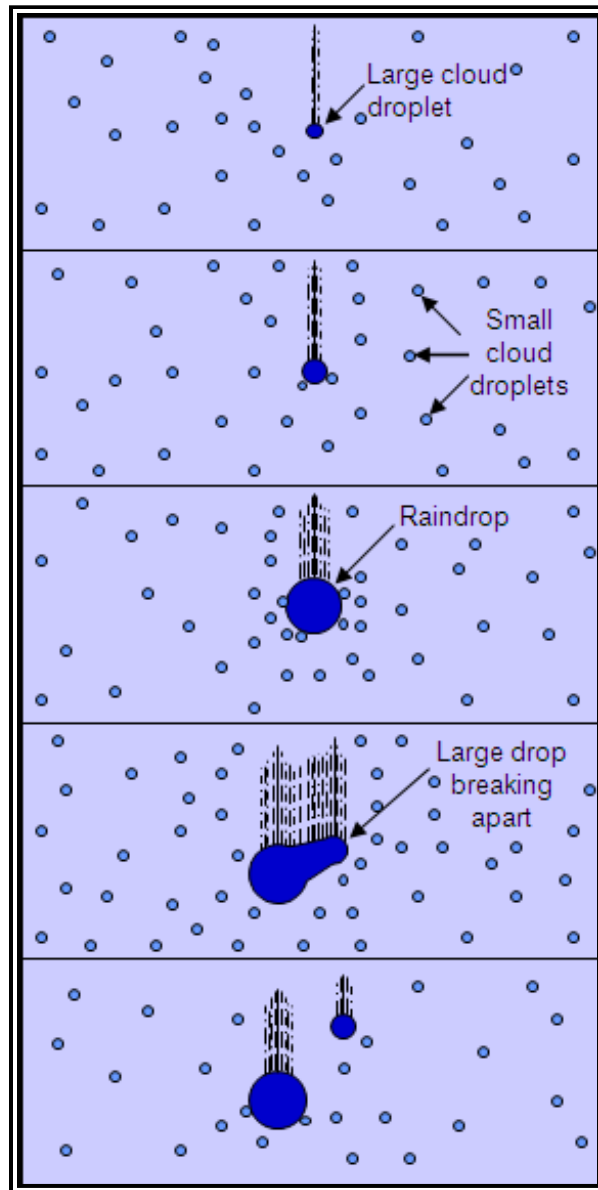 Large cloud
droplet
Small
cloud
droplets
Raindrop
Large drop
breaking
apart